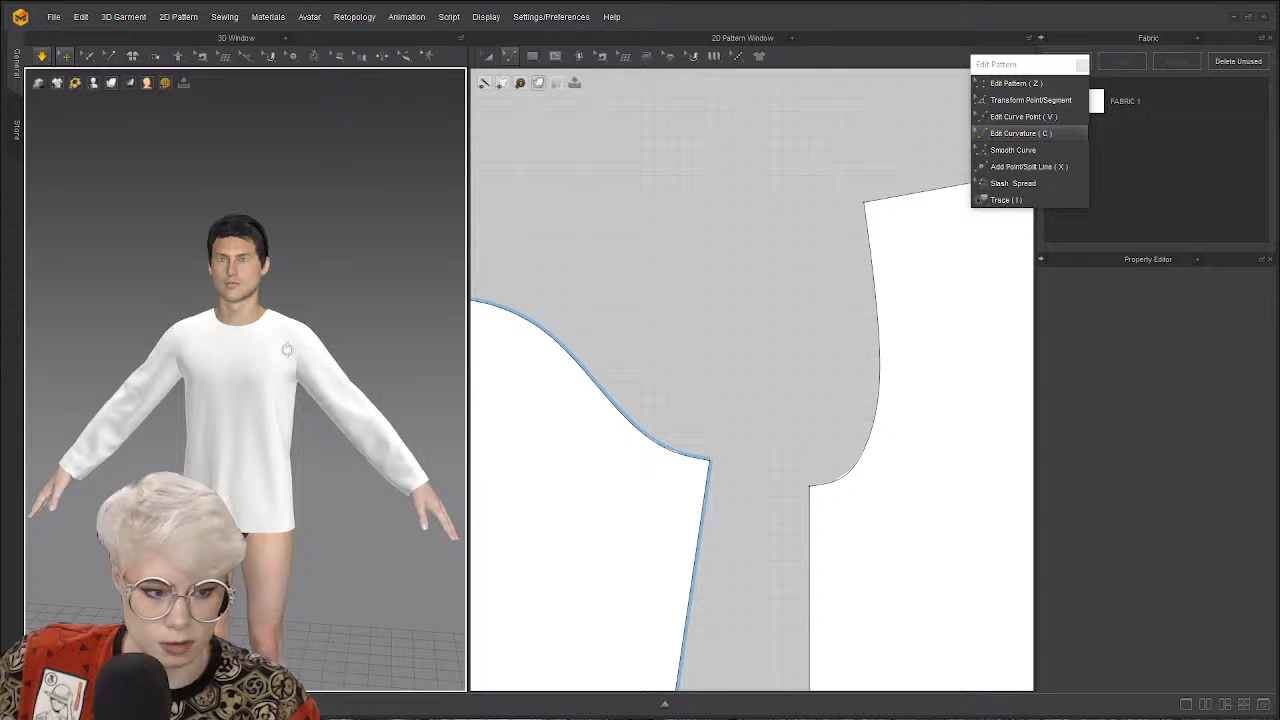 File Edit 3D Garment 2D Pattern Sewing Materials Avatar Retopology Animation Script Display Settings/Preferences Help
3D Window
2D Pattern Window
Fabric
General
Store
Edit Pattern
Edit Pattern ( Z )
Transform Point/Segment
Edit Curve Point ( V )
Edit Curvature ( C )
Smooth Curve
Add Point/Split Line ( X )
Slash Spread
Trace ( I )
Delete Unused
FABRIC 1
Property Editor